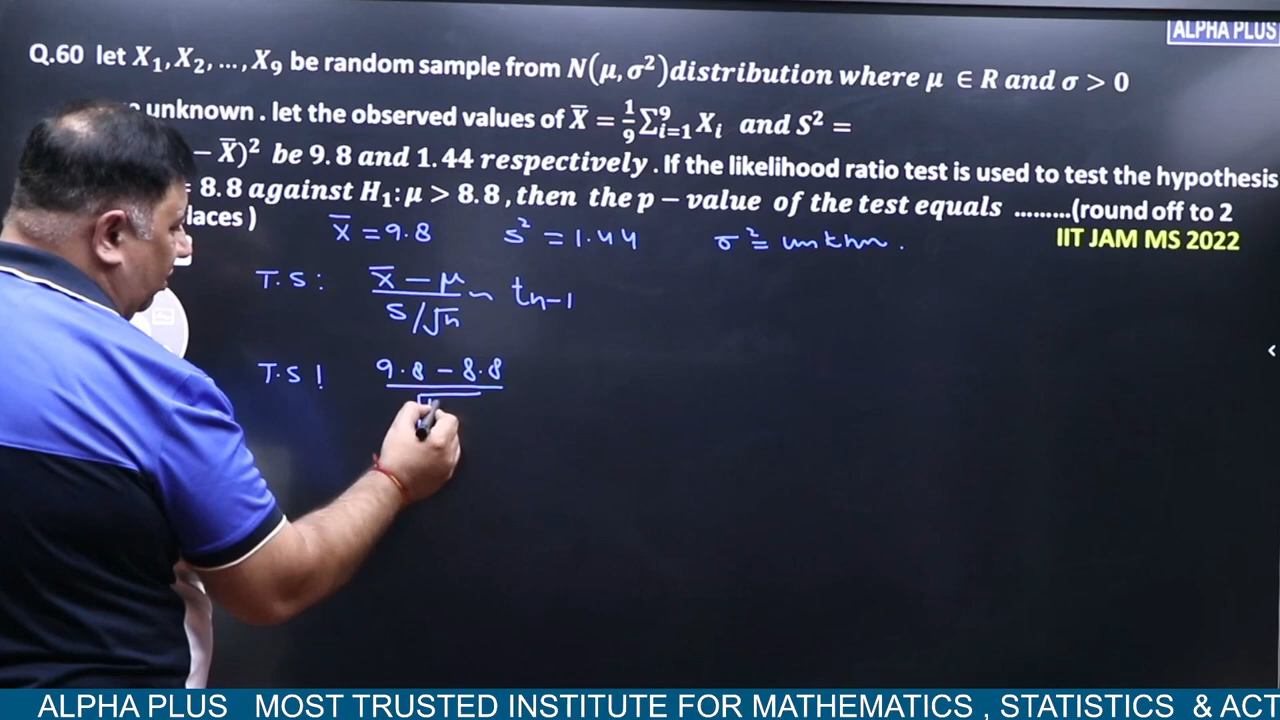 ALPHA PLUS
Q.60 let X₁, X₂, ..., X₉ be random sample from N(μ, σ²)distribution where μ ∈ R and σ > 0
unknown . let the observed values of X̅ = 1/9 ∑⁹ᵢ₌₁ Xᵢ and S² =
− X̅)² be 9.8 and 1.44 respectively . If the likelihood ratio test is used to test the hypothesis
= 8.8 against H₁: μ > 8.8 , then the p − value of the test equals .........(round off to 2
laces )
IIT JAM MS 2022
x̅ = 9.8 s² = 1.44 σ² = unknn .
T.S : (x̅ − μ)/(s/√n) ~ tn−1
T.S ! 9.8 − 8.8
ALPHA PLUS MOST TRUSTED INSTITUTE FOR MATHEMATICS , STATISTICS & ACT